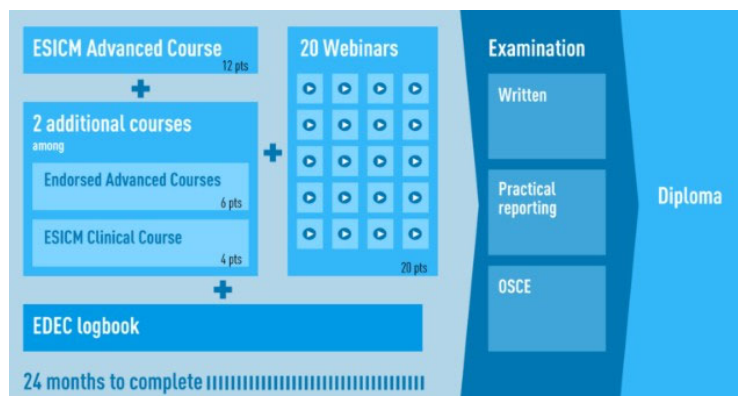 ESICM Advanced Course
12 pts
+
2 additional courses
among
Endorsed Advanced Courses
6 pts
ESICM Clinical Course
4 pts
+
20 Webinars
20 pts
+
EDEC logbook
24 months to complete
Examination
Written
Practical
reporting
OSCE
Diploma